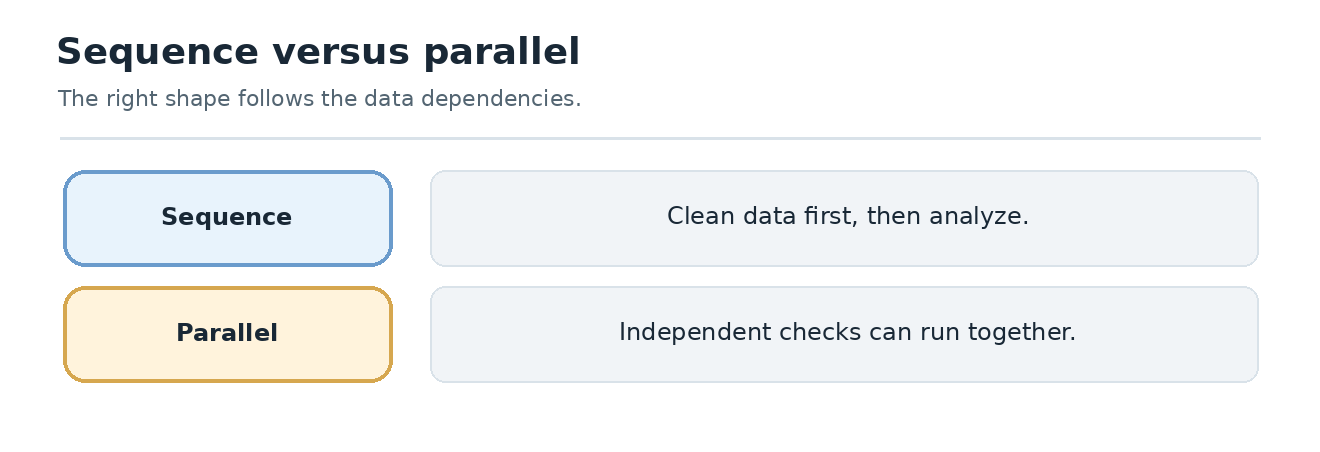 Sequence versus parallel
The right shape follows the data dependencies.
Sequence
Clean data first, then analyze.
Parallel
Independent checks can run together.